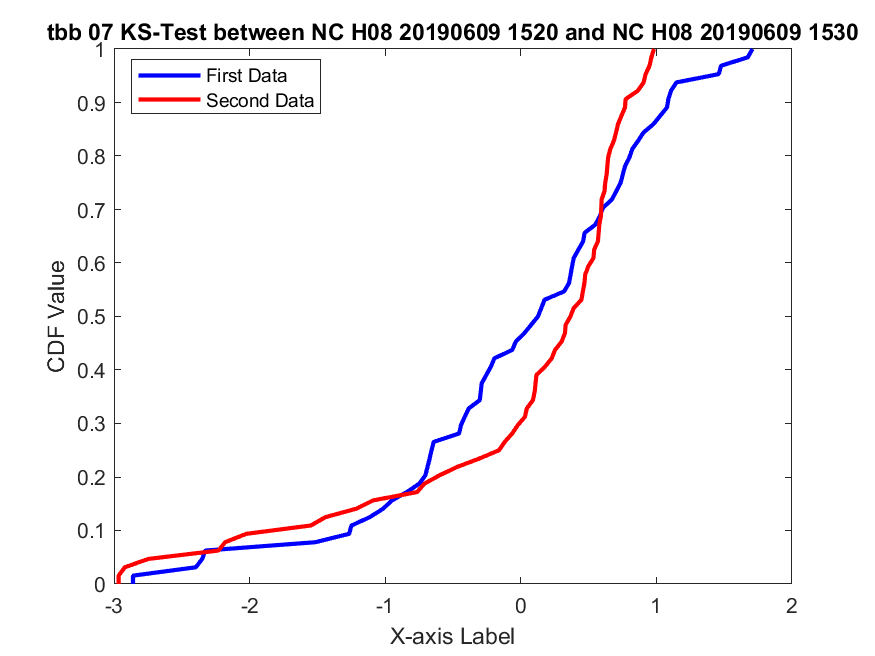 tbb 07 KS-Test between NC H08 20190609 1520 and NC H08 20190609 1530
First Data
Second Data
1
0.9
0.8
0.7
0.6
0.5
0.4
0.3
0.2
0.1
0
CDF Value
-3 -2 -1 0 1 2
X-axis Label